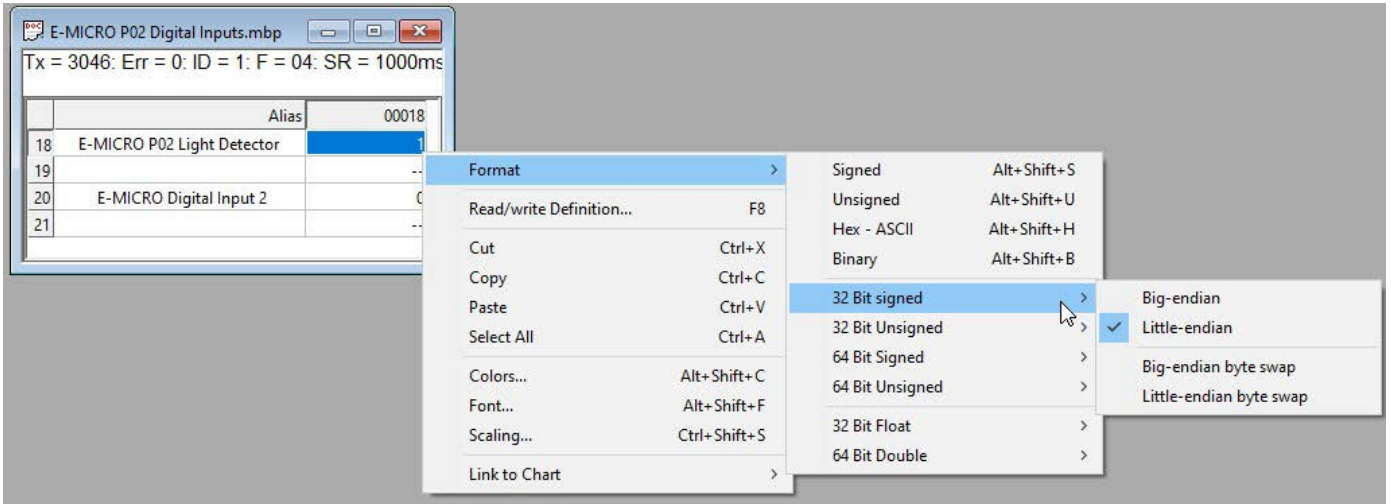 E-MICRO P02 Digital Inputs.mbp
Tx = 3046: Err = 0: ID = 1: F = 04: SR = 1000ms
Alias 00018
18 E-MICRO P02 Light Detector 1
19 --
20 E-MICRO Digital Input 2 0
21 --
Format >
Read/write Definition... F8
Cut Ctrl+X
Copy Ctrl+C
Paste Ctrl+V
Select All Ctrl+A
Colors... Alt+Shift+C
Font... Alt+Shift+F
Scaling... Ctrl+Shift+S
Link to Chart >
Signed Alt+Shift+S
Unsigned Alt+Shift+U
Hex - ASCII Alt+Shift+H
Binary Alt+Shift+B
32 Bit signed >
32 Bit Unsigned >
64 Bit Signed >
64 Bit Unsigned >
32 Bit Float >
64 Bit Double >
Big-endian
Little-endian
Big-endian byte swap
Little-endian byte swap